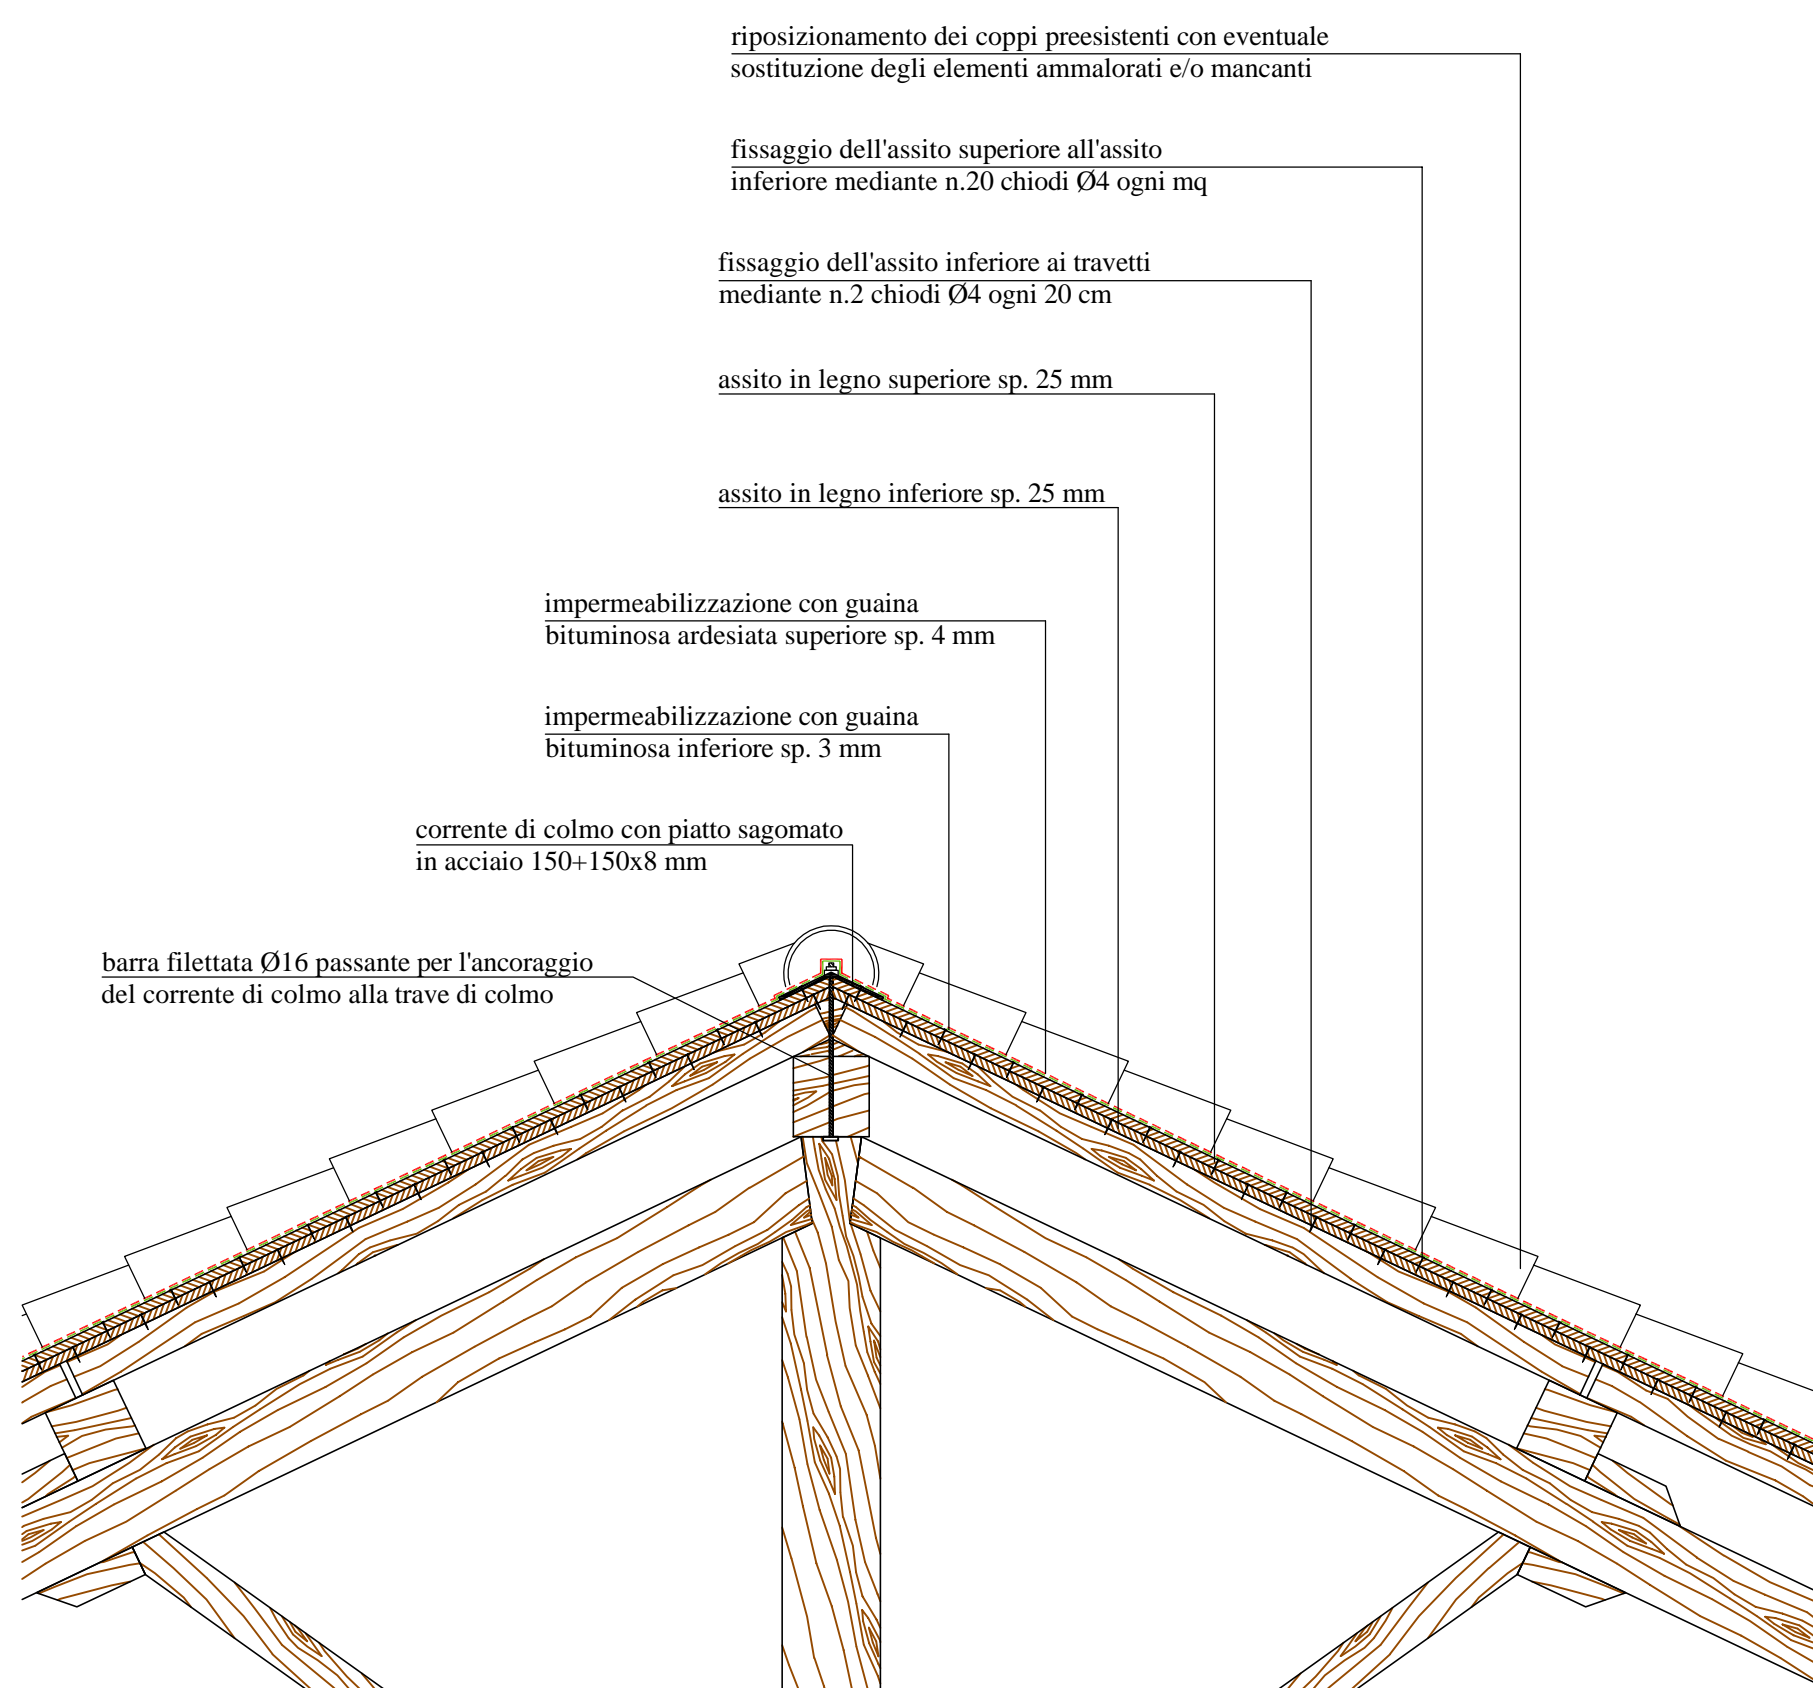 riposizionamento dei coppi preesistenti con eventuale
sostituzione degli elementi ammalorati e/o mancanti
fissaggio dell'assito superiore all'assito
inferiore mediante n.20 chiodi Ø4 ogni mq
fissaggio dell'assito inferiore ai travetti
mediante n.2 chiodi Ø4 ogni 20 cm
assito in legno superiore sp. 25 mm
assito in legno inferiore sp. 25 mm
impermeabilizzazione con guaina
bituminosa ardesiata superiore sp. 4 mm
impermeabilizzazione con guaina
bituminosa inferiore sp. 3 mm
corrente di colmo con piatto sagomato
in acciaio 150+150x8 mm
barra filettata Ø16 passante per l'ancoraggio
del corrente di colmo alla trave di colmo